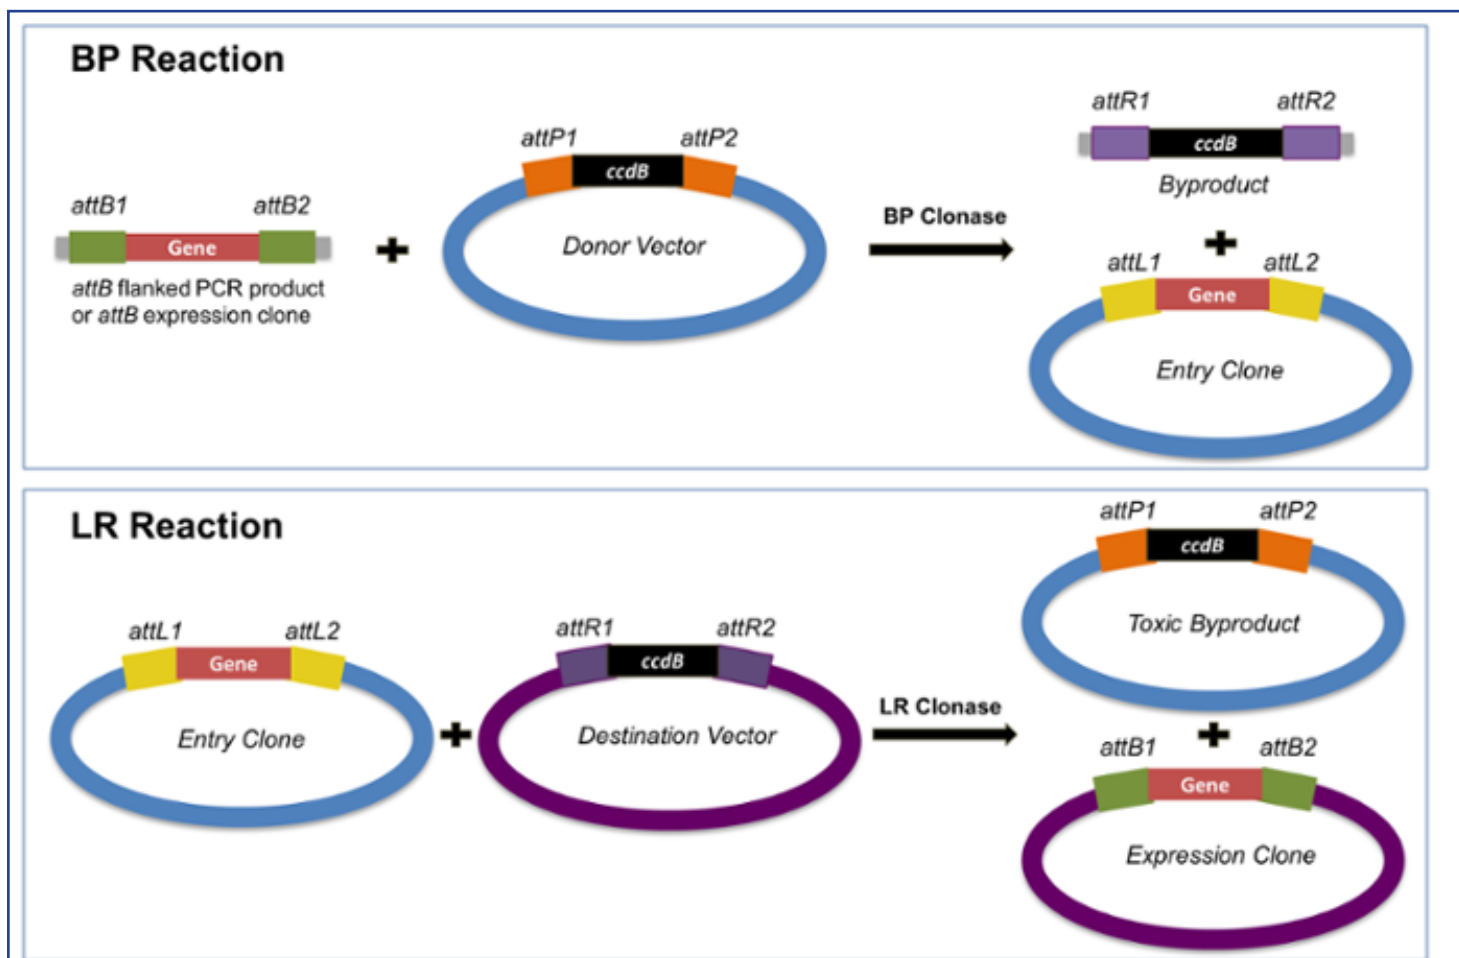 BP Reaction
attB1
attB2
Gene
attB flanked PCR product
or attB expression clone
attP1
attP2
ccdB
Donor Vector
BP Clonase
attR1
attR2
ccdB
Byproduct
attL1
attL2
Gene
Entry Clone
LR Reaction
attL1
attL2
Gene
Entry Clone
attR1
attR2
ccdB
Destination Vector
LR Clonase
attP1
attP2
ccdB
Toxic Byproduct
attB1
attB2
Gene
Expression Clone